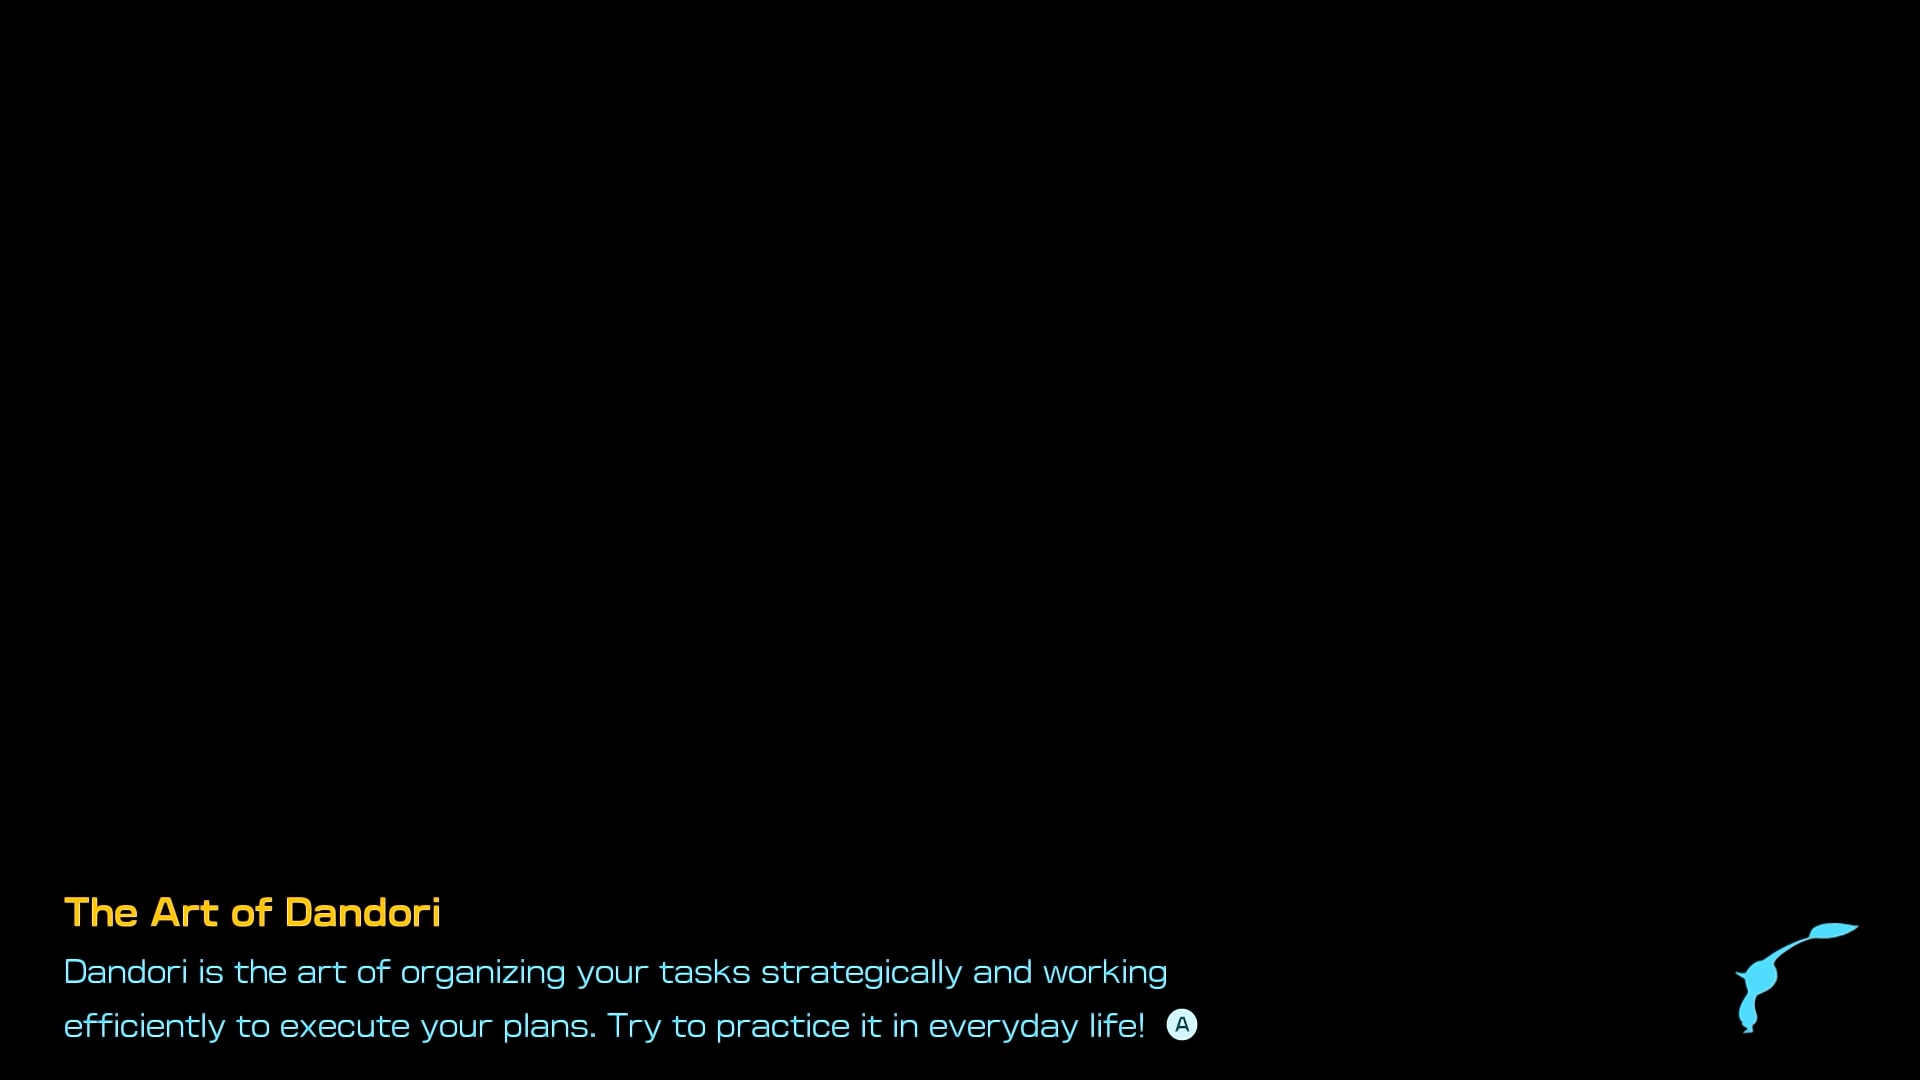 The Art of Dandori
Dandori is the art of organizing your tasks strategically and working
efficiently to execute your plans. Try to practice it in everyday life! A